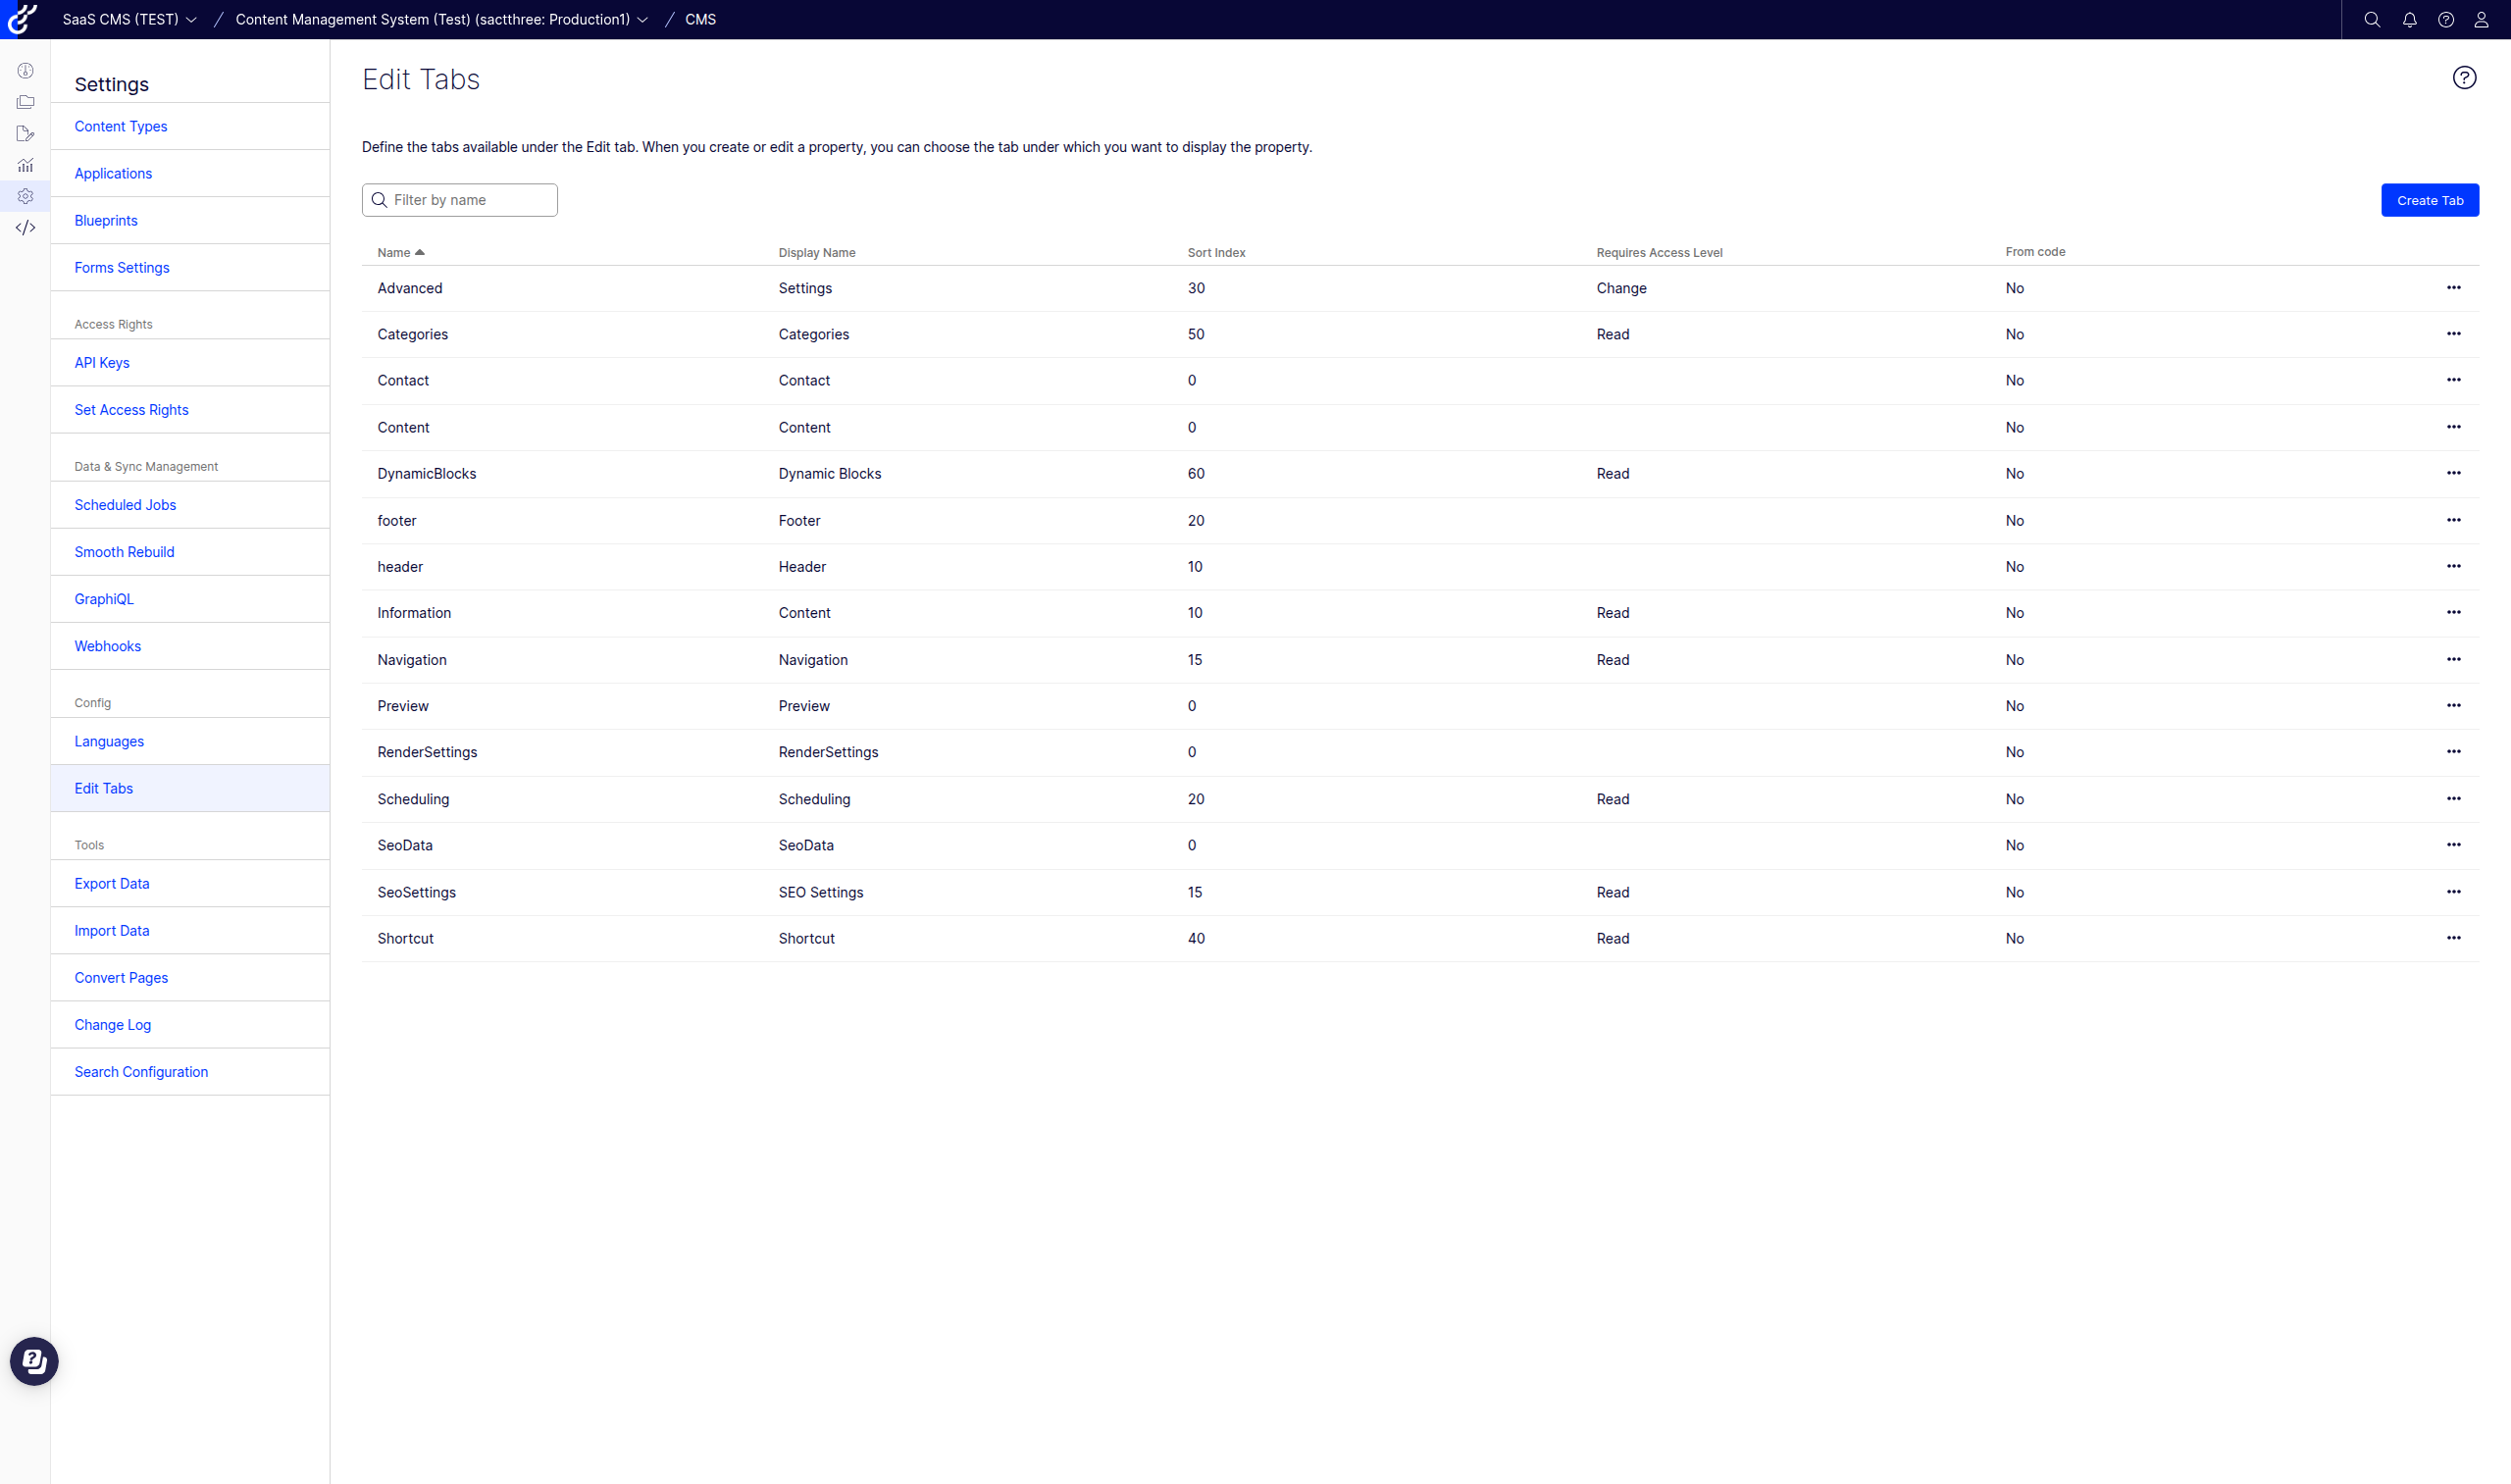 SaaS CMS (TEST) / Content Management System (Test) (sactthree: Production1) / CMS
Settings
Content Types
Applications
Blueprints
Forms Settings
Access Rights
API Keys
Set Access Rights
Data & Sync Management
Scheduled Jobs
Smooth Rebuild
GraphiQL
Webhooks
Config
Languages
Edit Tabs
Tools
Export Data
Import Data
Convert Pages
Change Log
Search Configuration
Edit Tabs
Define the tabs available under the Edit tab. When you create or edit a property, you can choose the tab under which you want to display the property.
Filter by name
Create Tab
Name Display Name Sort Index Requires Access Level From code
Advanced Settings 30 Change No
Categories Categories 50 Read No
Contact Contact 0 No
Content Content 0 No
DynamicBlocks Dynamic Blocks 60 Read No
footer Footer 20 No
header Header 10 No
Information Content 10 Read No
Navigation Navigation 15 Read No
Preview Preview 0 No
RenderSettings RenderSettings 0 No
Scheduling Scheduling 20 Read No
SeoData SeoData 0 No
SeoSettings SEO Settings 15 Read No
Shortcut Shortcut 40 Read No